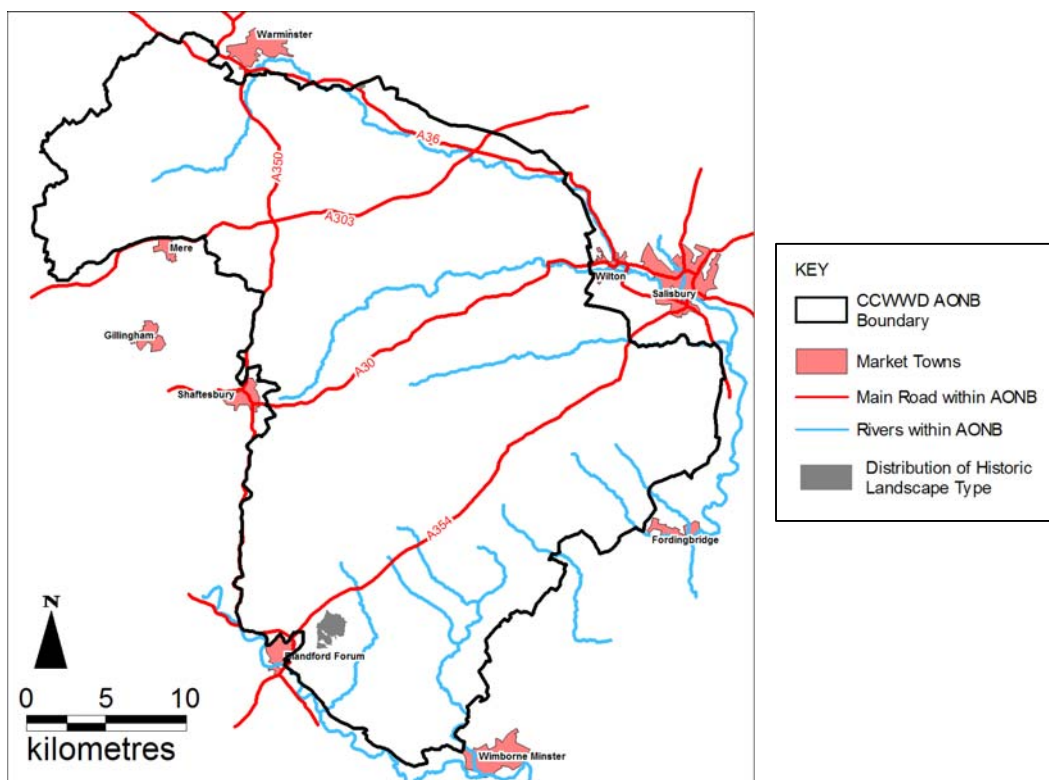 Warminster
A36
A350
A303
Mere
Wilton
Salisbury
Gillingham
A30
Shaftesbury
A354
Fordingbridge
N
Blandford Forum
0 5 10
kilometres
Wimborne Minster
KEY
CCWWD AONB
Boundary
Market Towns
Main Road within AONB
Rivers within AONB
Distribution of Historic
Landscape Type